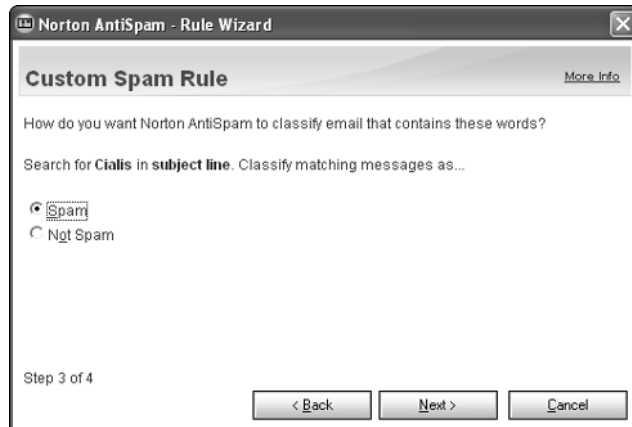 Norton AntiSpam - Rule Wizard
Custom Spam Rule
More Info
How do you want Norton AntiSpam to classify email that contains these words?
Search for Cialis in subject line. Classify matching messages as...
Spam
Not Spam
Step 3 of 4
< Back
Next >
Cancel